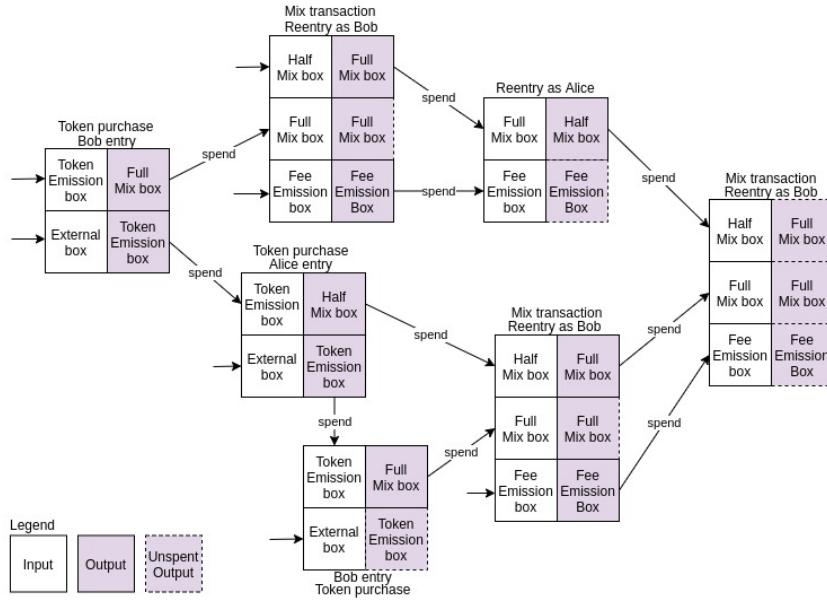 Mix transaction
Reentry as Bob
Half
Mix box
Full
Mix box
Full
Mix box
Full
Mix box
Fee
Emission
box
Fee
Emission
Box
spend
spend
Reentry as Alice
Full
Mix box
Half
Mix box
Fee
Emission
box
Fee
Emission
Box
spend
Token purchase
Bob entry
Token
Emission
box
Full
Mix box
External
box
Token
Emission
box
spend
spend
Token purchase
Alice entry
Token
Emission
box
Half
Mix box
External
box
Token
Emission
box
spend
spend
Token
Emission
box
Full
Mix box
External
box
Token
Emission
box
Bob entry
Token purchase
spend
Mix transaction
Reentry as Bob
Half
Mix box
Full
Mix box
Full
Mix box
Full
Mix box
Fee
Emission
box
Fee
Emission
Box
spend
spend
Mix transaction
Reentry as Bob
Half
Mix box
Full
Mix box
Full
Mix box
Full
Mix box
Fee
Emission
box
Fee
Emission
Box
Legend
Input
Output
Unspent
Output